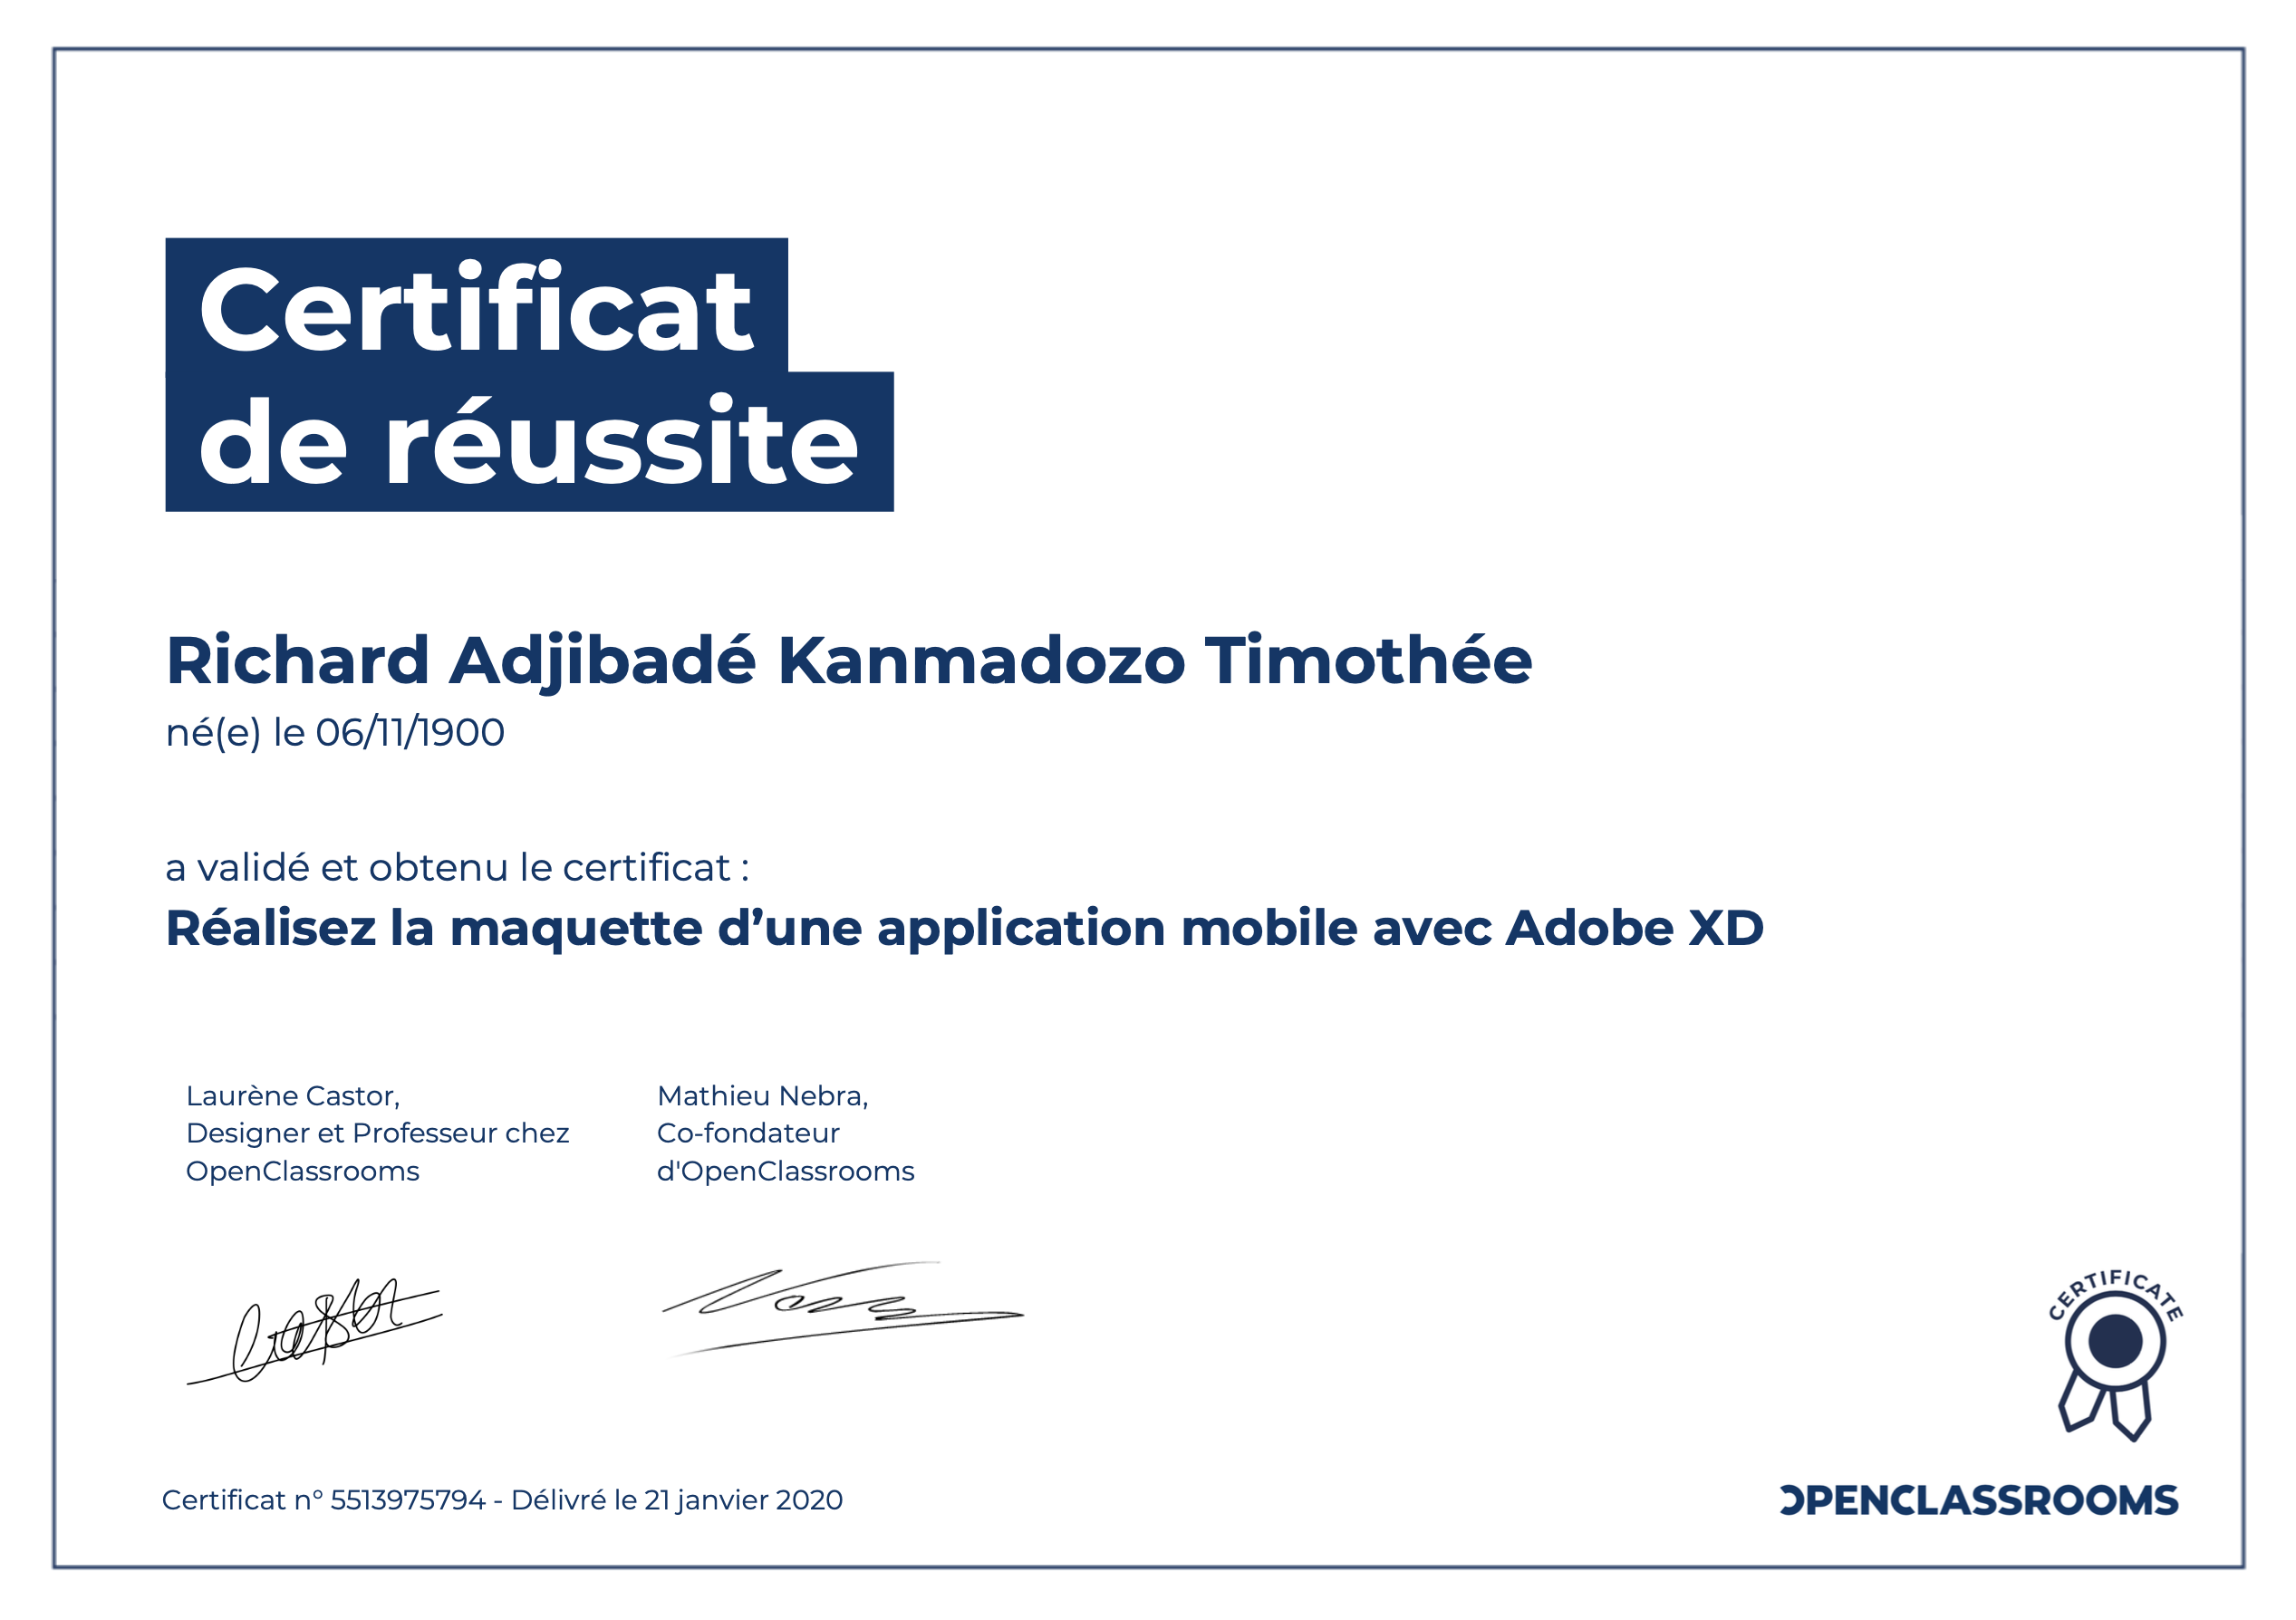 Certificat
de réussite
Richard Adjibadé Kanmadozo Timothée
né(e) le 06/11/1900
a validé et obtenu le certificat :
Réalisez la maquette d’une application mobile avec Adobe XD
Laurène Castor,
Designer et Professeur chez
OpenClassrooms
Mathieu Nebra,
Co-fondateur
d'OpenClassrooms
CERTIFICATE
Certificat n° 5513975794 - Délivré le 21 janvier 2020
OPENCLASSROOMS